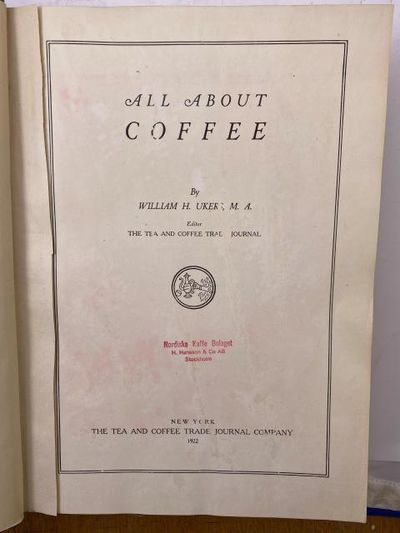 ALL ABOUT
COFFEE
By
WILLIAM H. UKERS, M. A.
Editor
THE TEA AND COFFEE TRADE JOURNAL
Nordiska Kaffe Bolaget
H. Hansson & Co AB
Stockholm
NEW YORK
THE TEA AND COFFEE TRADE JOURNAL COMPANY
1922